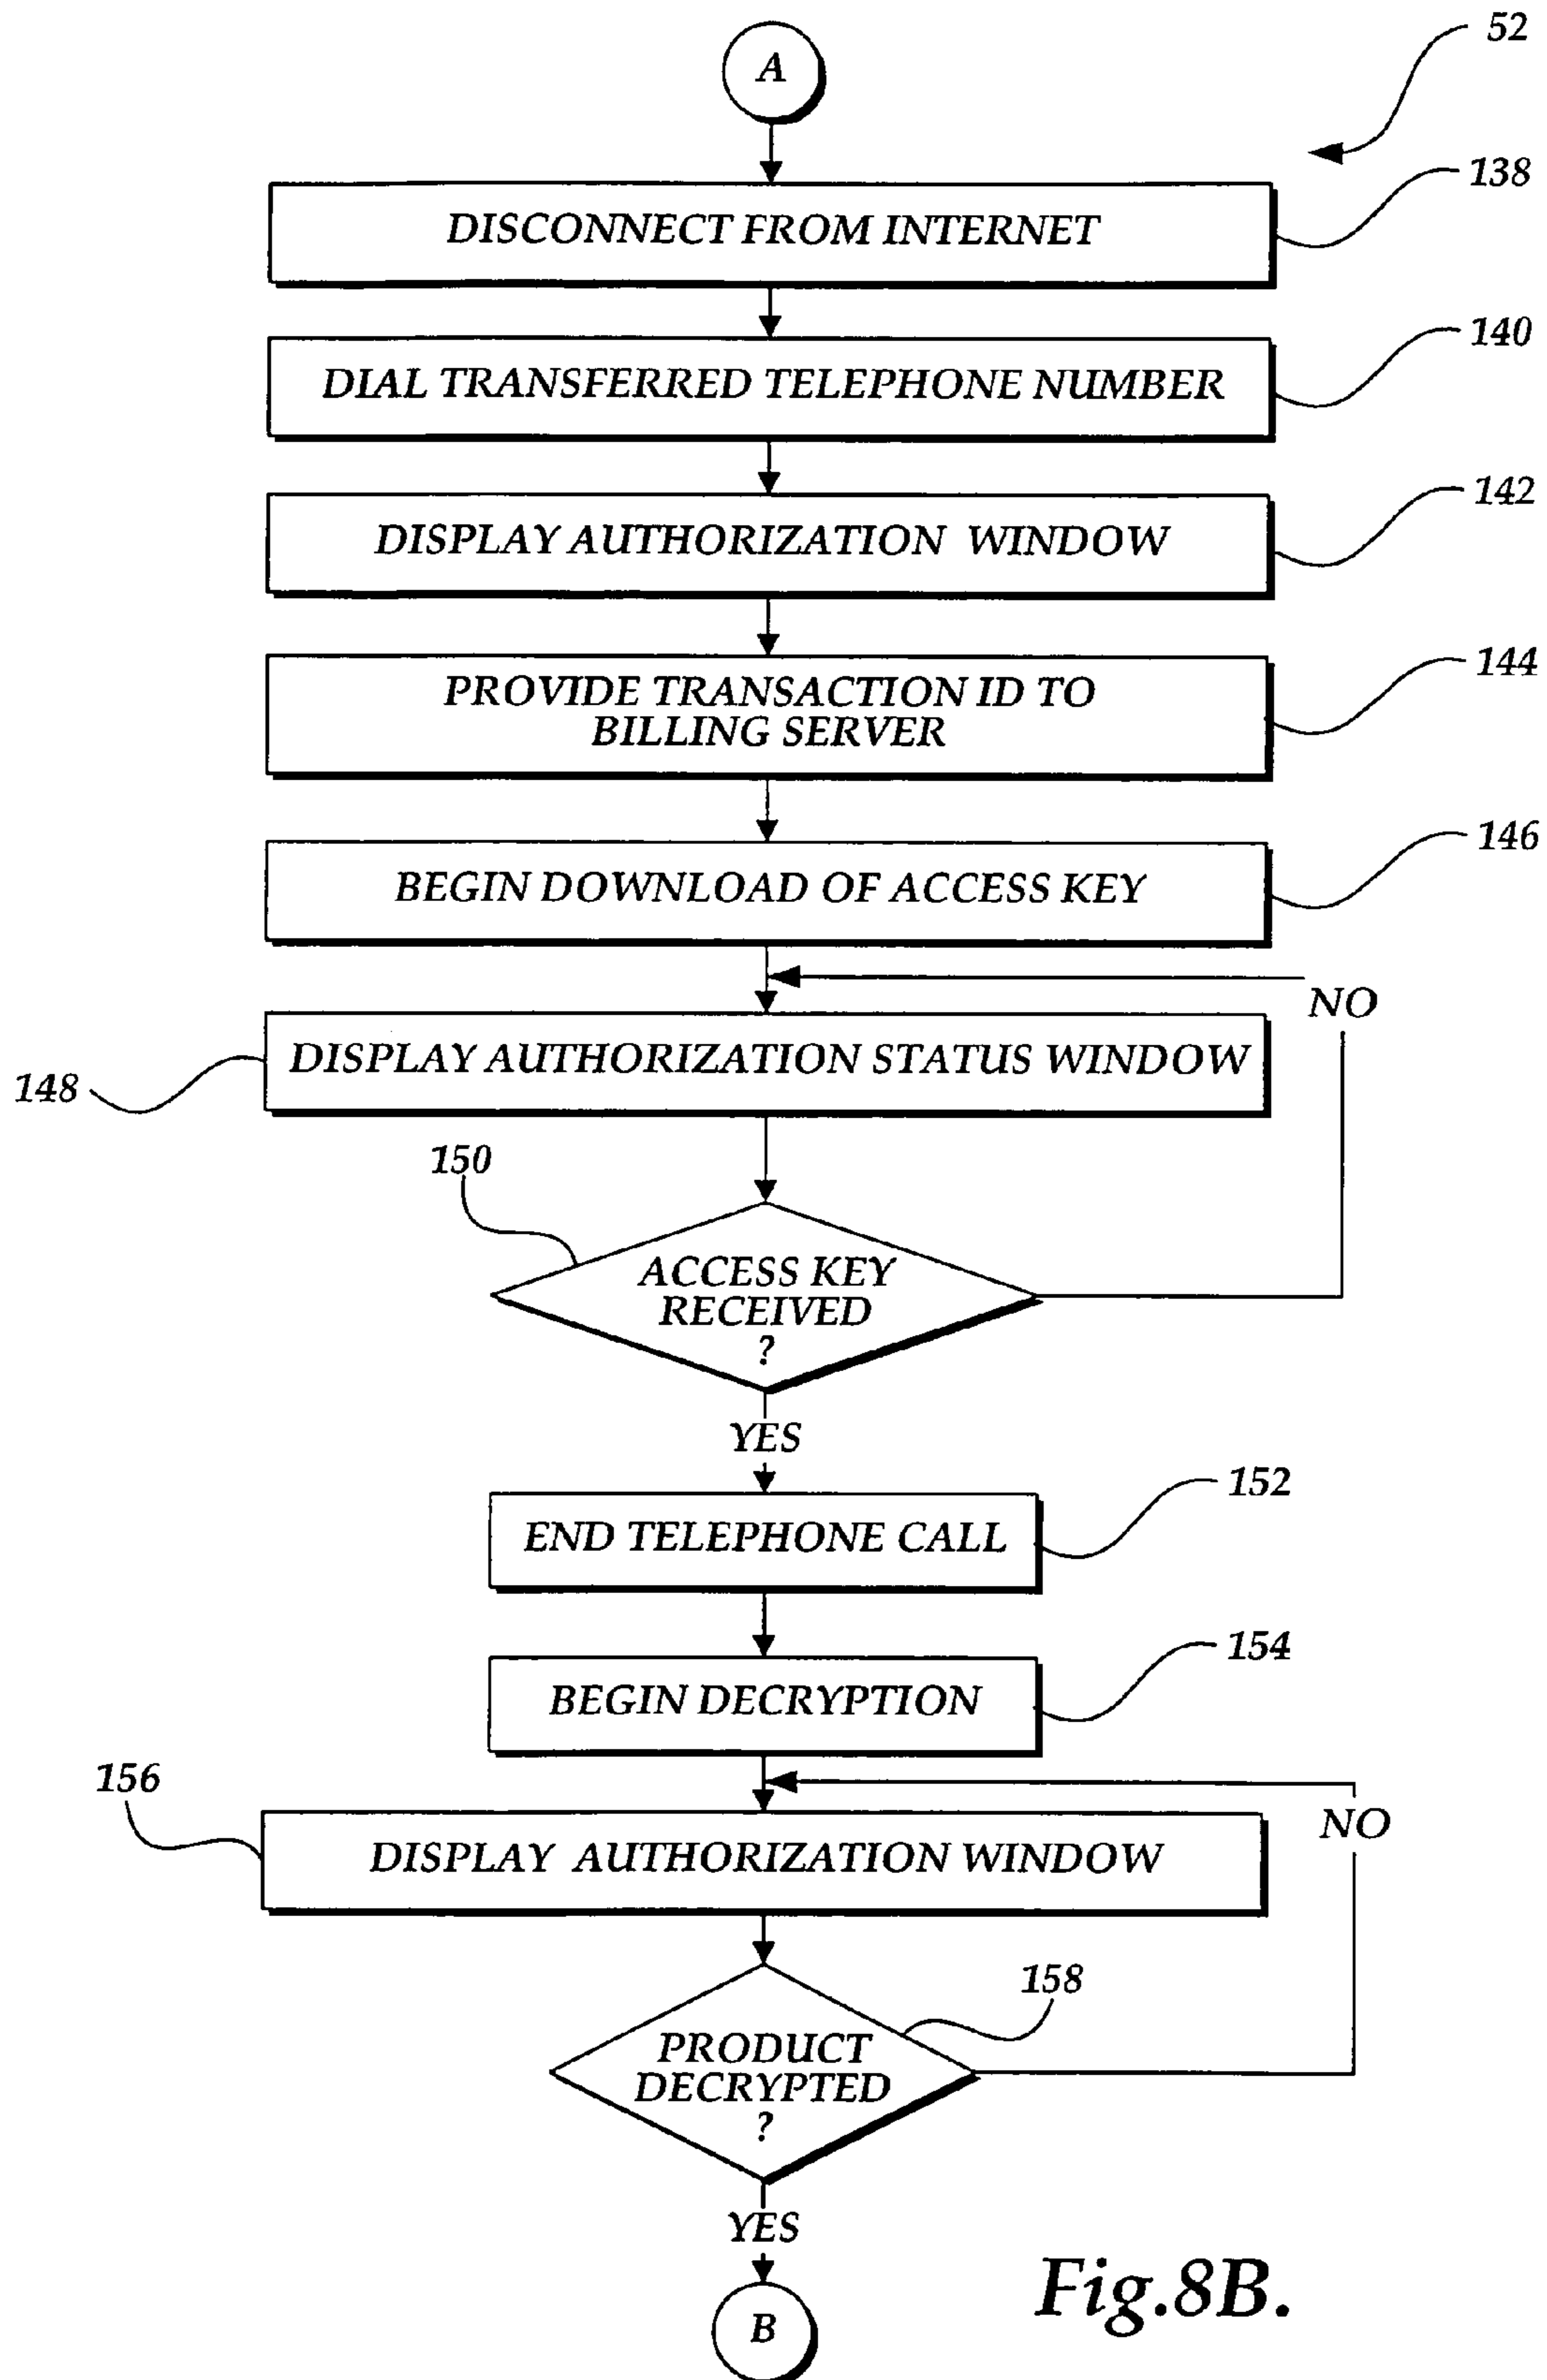 A
52
138
DISCONNECT FROM INTERNET
140
DIAL TRANSFERRED TELEPHONE NUMBER
142
DISPLAY AUTHORIZATION WINDOW
144
PROVIDE TRANSACTION ID TO
BILLING SERVER
146
BEGIN DOWNLOAD OF ACCESS KEY
NO
DISPLAY AUTHORIZATION STATUS WINDOW
148
150
ACCESS KEY
RECEIVED
?
YES
152
END TELEPHONE CALL
154
BEGIN DECRYPTION
156
NO
DISPLAY AUTHORIZATION WINDOW
158
PRODUCT
DECRYPTED
?
YES
B
Fig.8B.